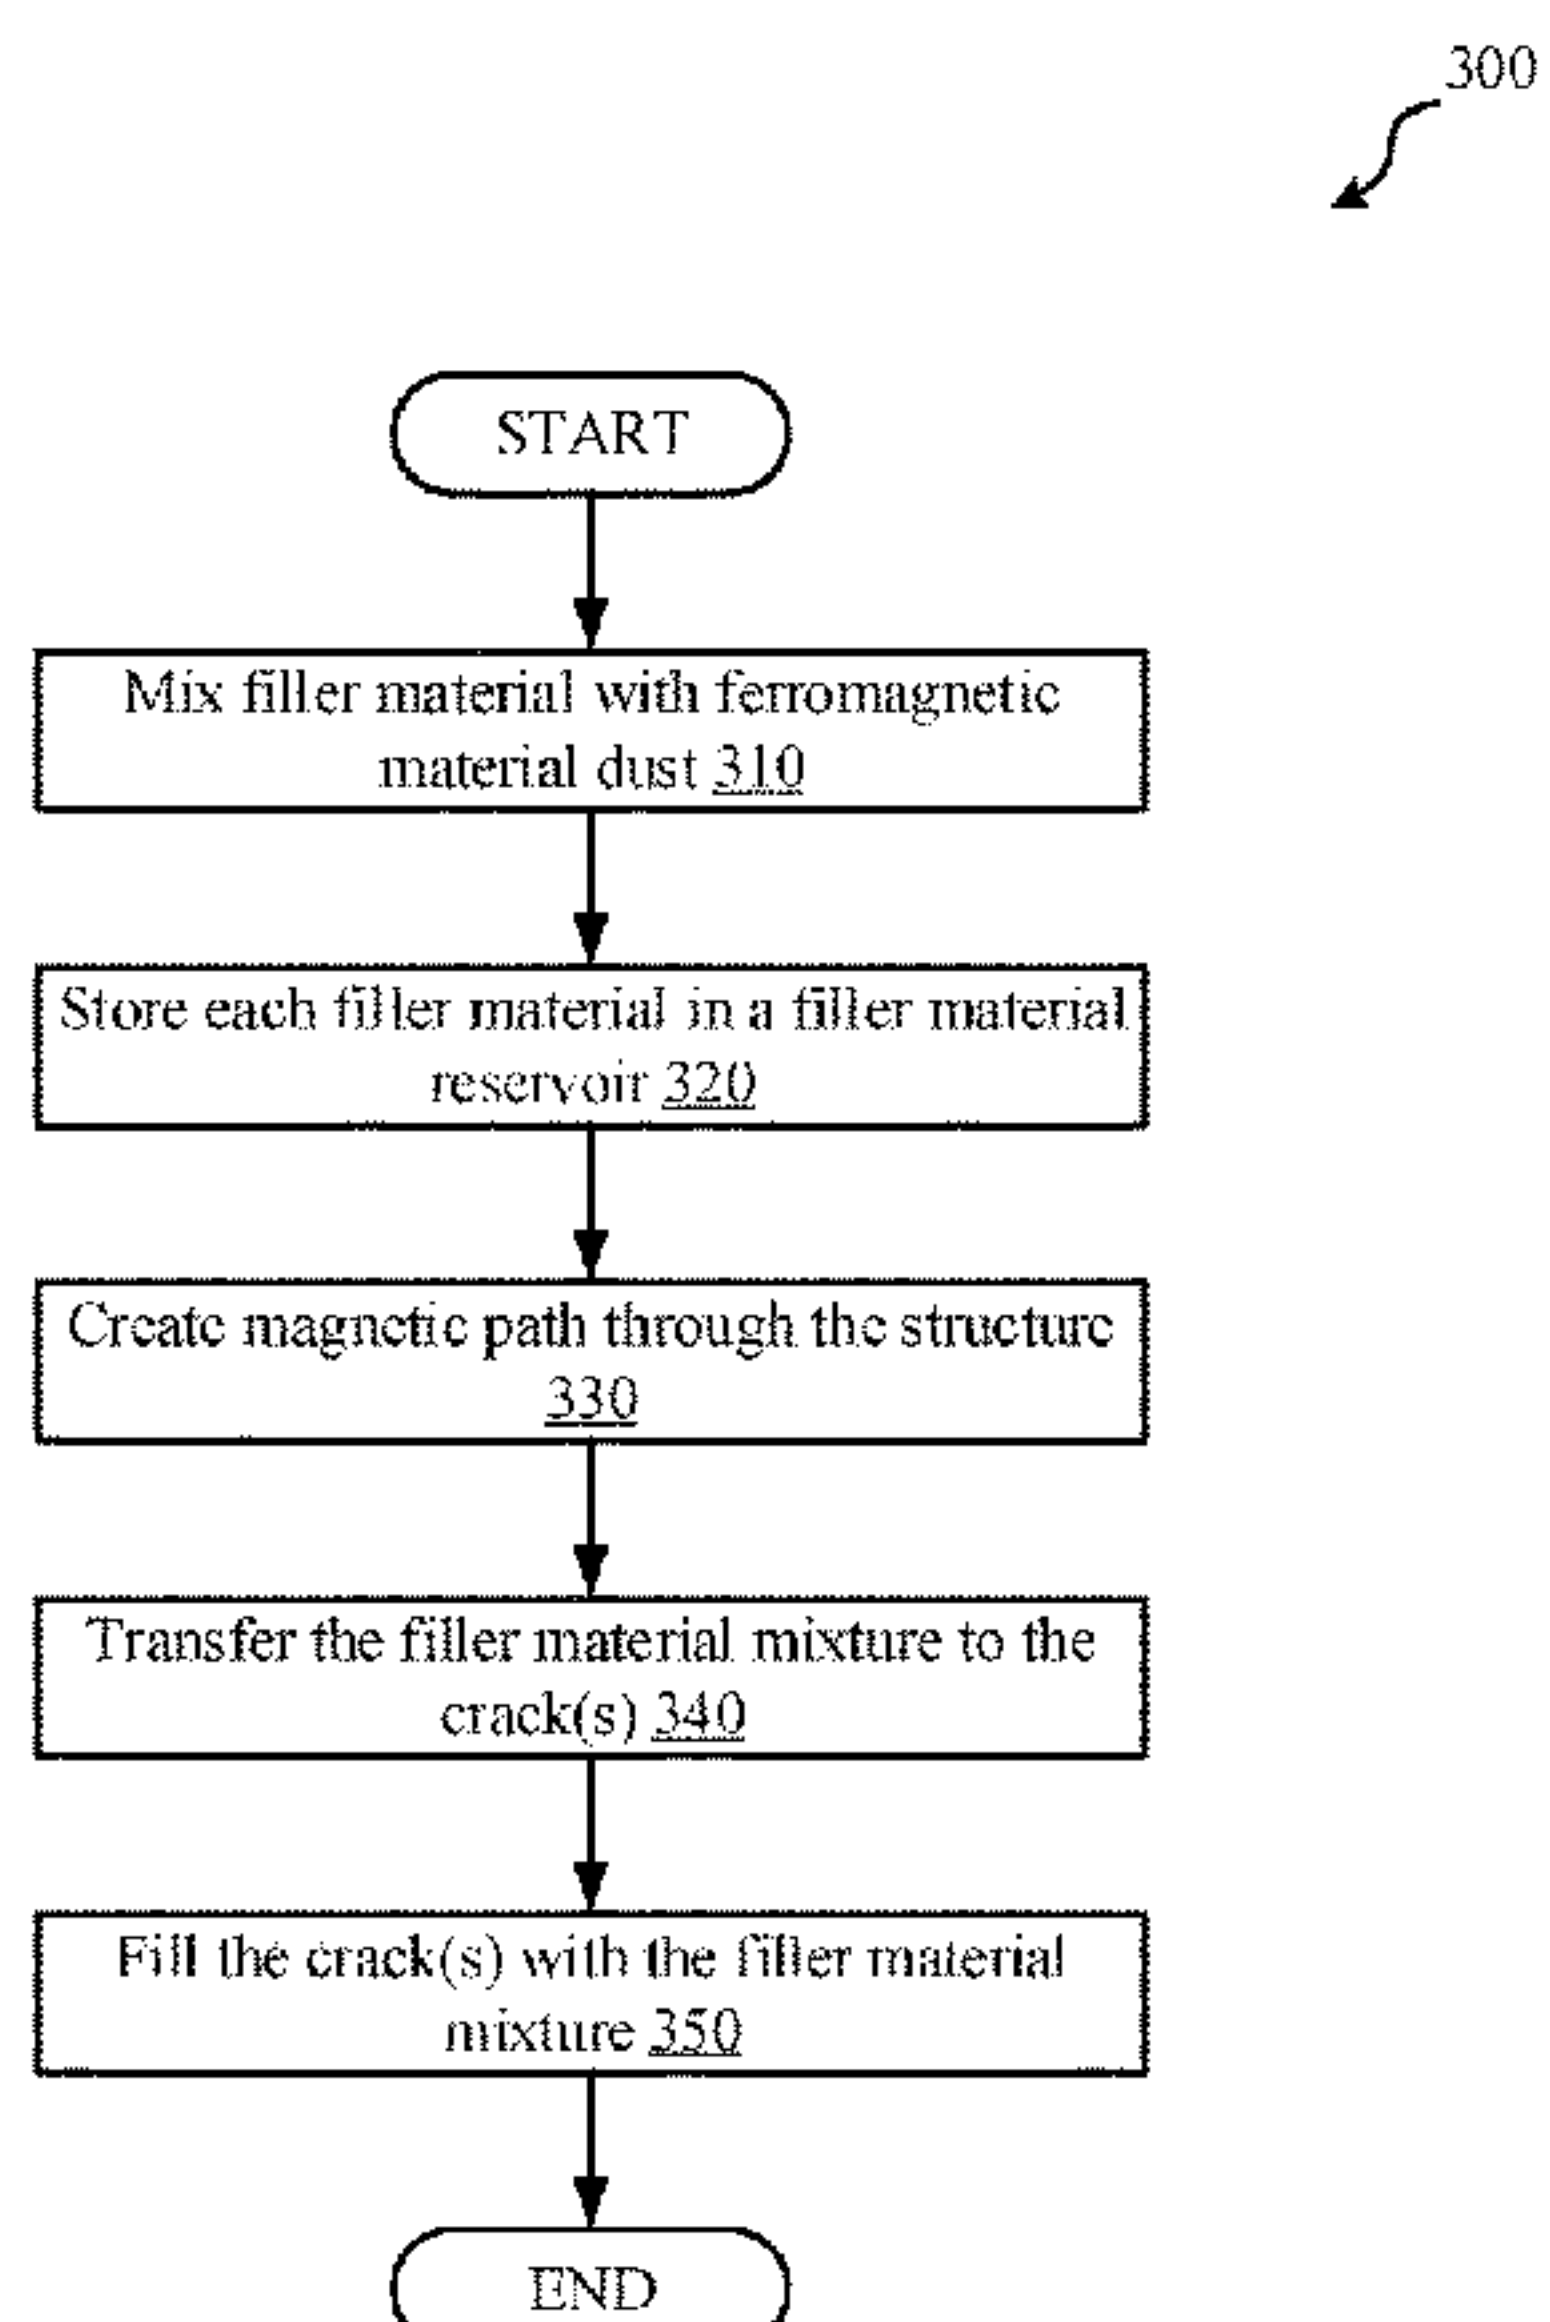 300
START
Mix filler material with ferromagnetic
material dust 310
Store each filler material in a filler material
reservoir 320
Create magnetic path through the structure
330
Transfer the filler material mixture to the
crack(s) 340
Fill the crack(s) with the filler material
mixture 350
END